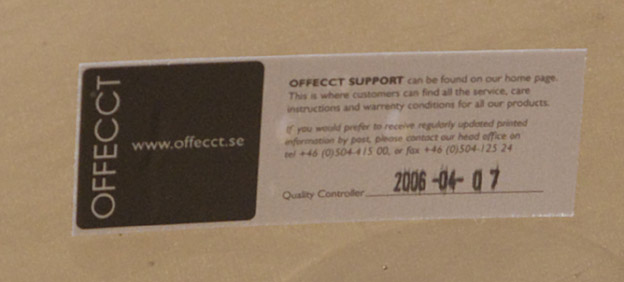 OFFECCT
www.offecct.se
OFFECCT SUPPORT can be found on our home page.
This is where customers can find all the service, care
instructions and warrenty conditions for all our products.
If you would prefer to receive regularly updated printed
information by post, please contact our head office on
tel +46 (0)504-415 00, or fax +46 (0)504-125 24
Quality Controller 2006-04-07